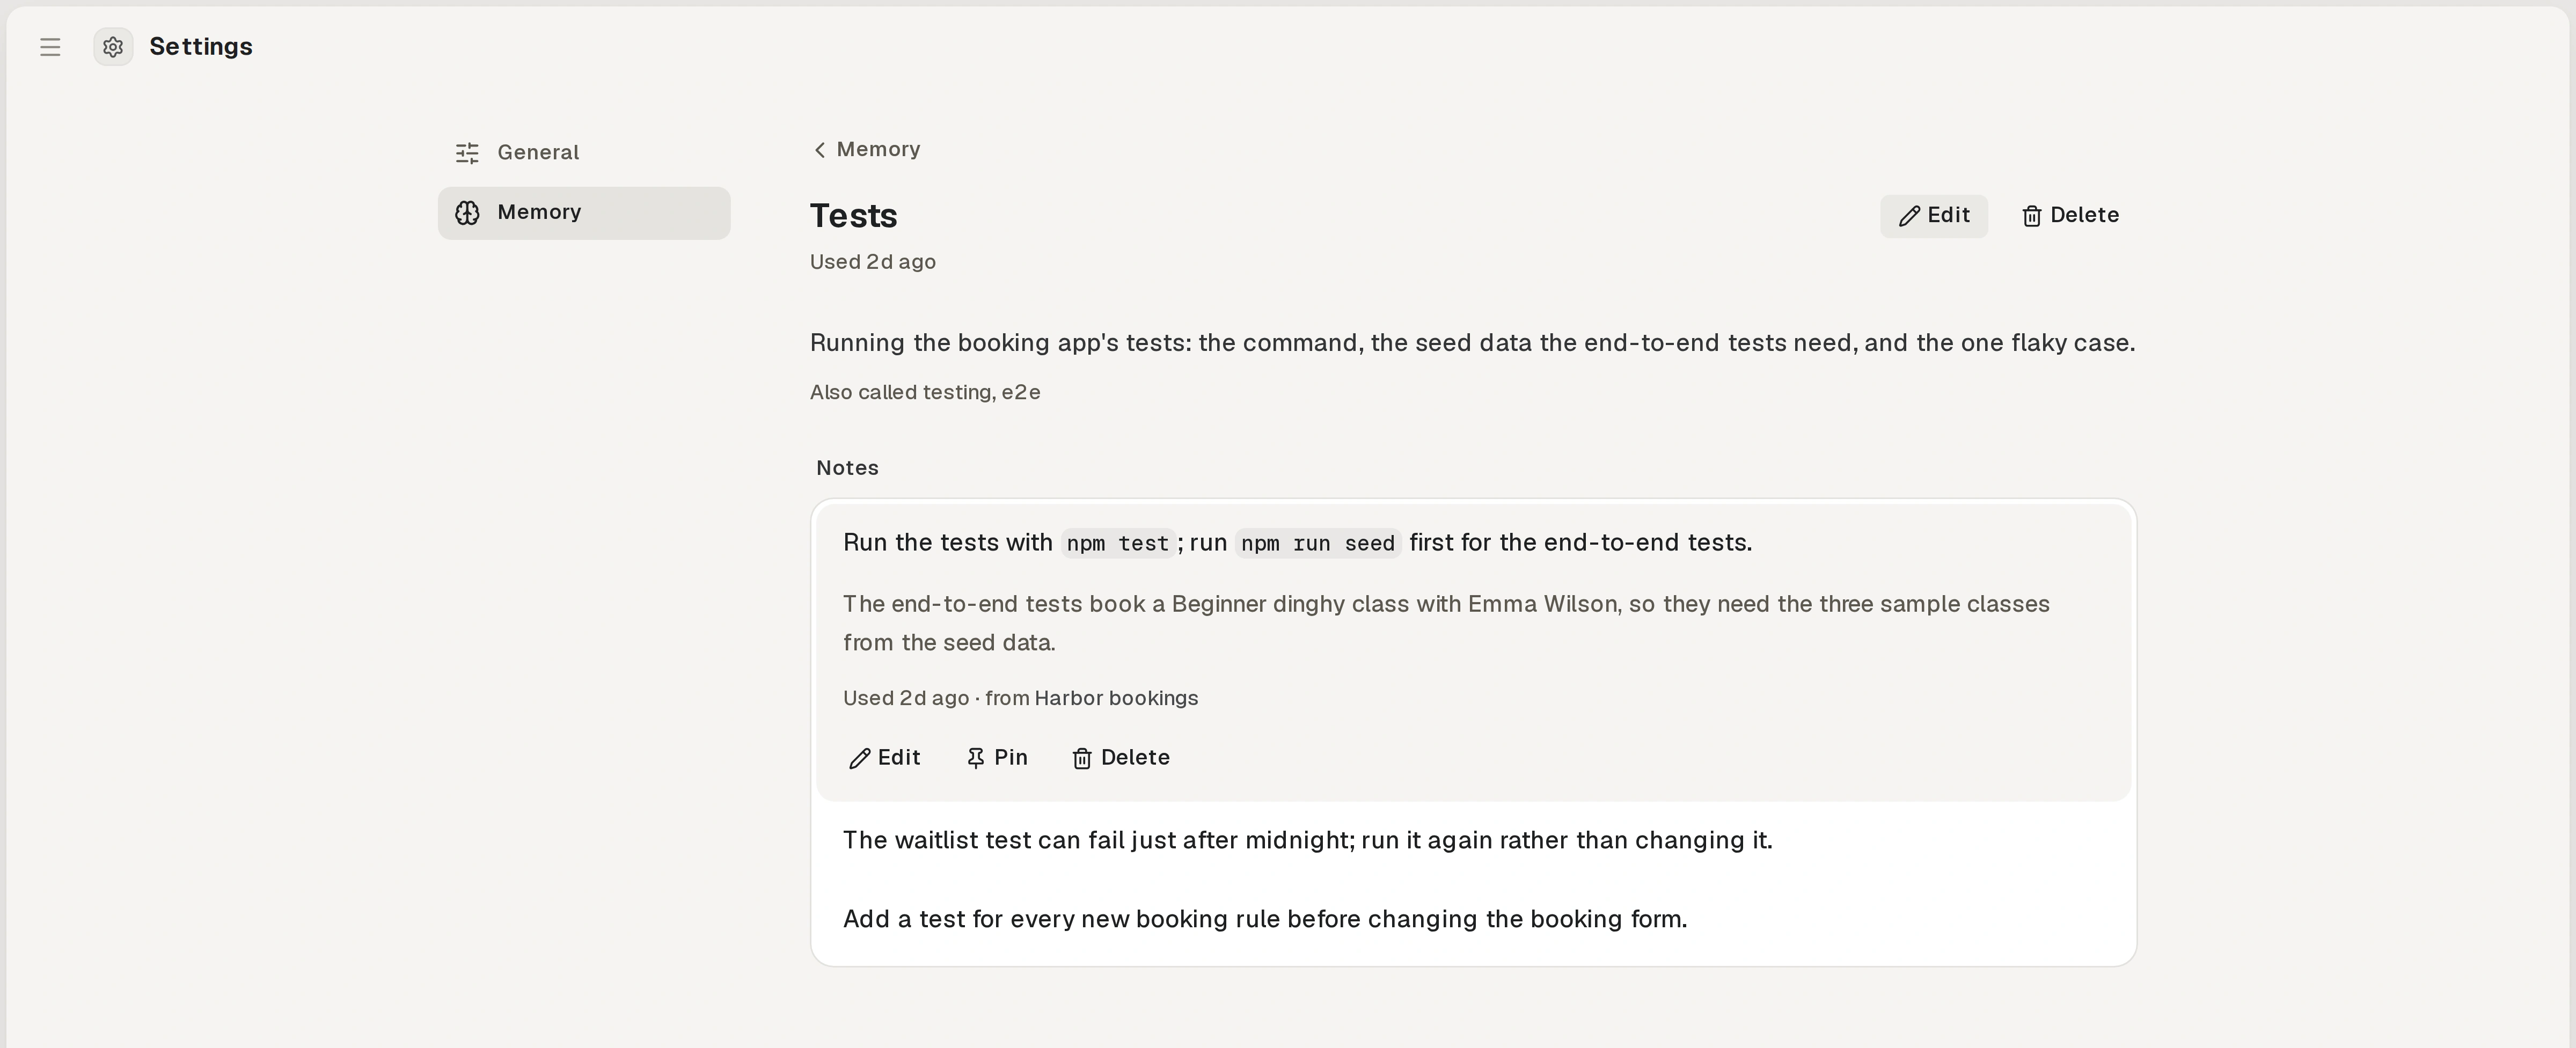 Settings
General
Memory
Memory
Tests
Edit
Delete
Used 2d ago
Running the booking app's tests: the command, the seed data the end-to-end tests need, and the one flaky case.
Also called testing, e2e
Notes
Run the tests with npm test; run npm run seed first for the end-to-end tests.
The end-to-end tests book a Beginner dinghy class with Emma Wilson, so they need the three sample classes
from the seed data.
Used 2d ago · from Harbor bookings
Edit
Pin
Delete
The waitlist test can fail just after midnight; run it again rather than changing it.
Add a test for every new booking rule before changing the booking form.